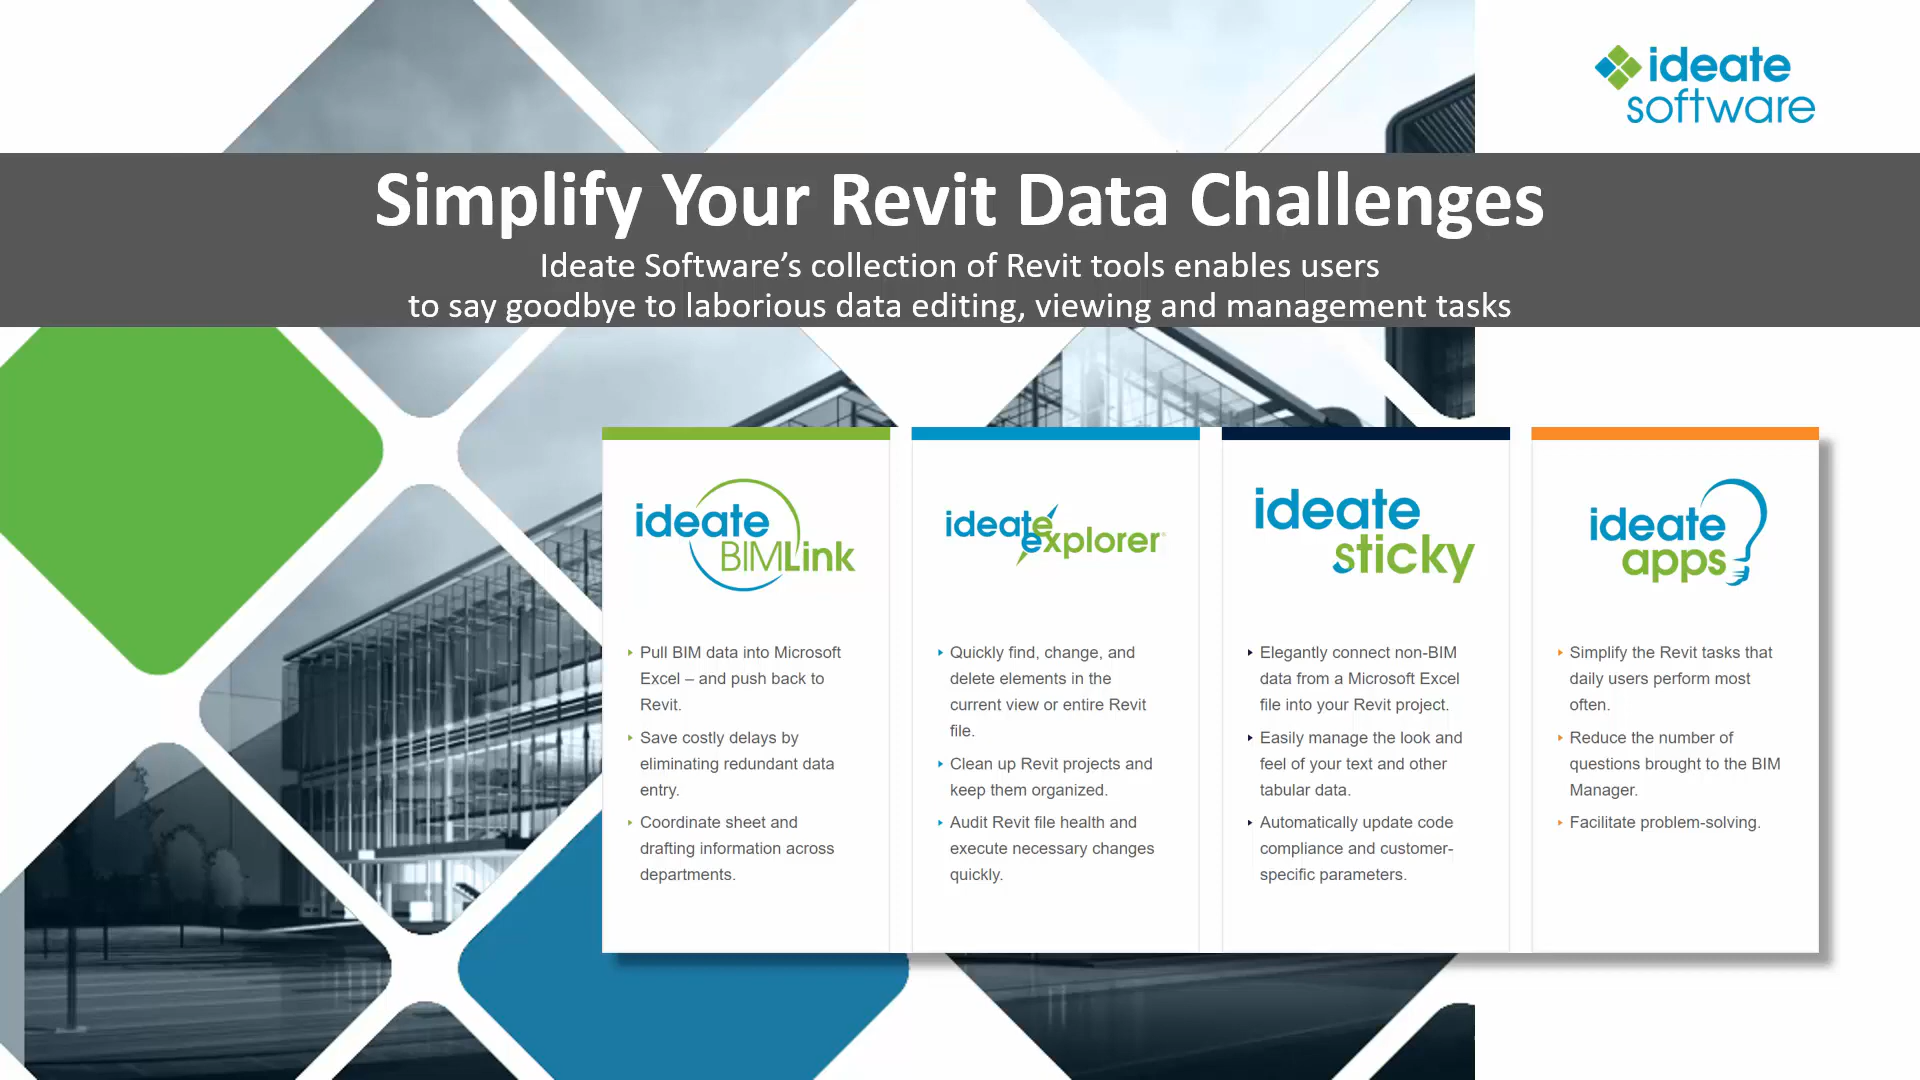 ideate
software
Simplify Your Revit Data Challenges
Ideate Software’s collection of Revit tools enables users
to say goodbye to laborious data editing, viewing and management tasks
ideate
BIMLink
Pull BIM data into Microsoft
Excel – and push back to
Revit.
Save costly delays by
eliminating redundant data
entry.
Coordinate sheet and
drafting information across
departments.
ideate
explorer
Quickly find, change, and
delete elements in the
current view or entire Revit
file.
Clean up Revit projects and
keep them organized.
Audit Revit file health and
execute necessary changes
quickly.
ideate
sticky
Elegantly connect non-BIM
data from a Microsoft Excel
file into your Revit project.
Easily manage the look and
feel of your text and other
tabular data.
Automatically update code
compliance and customer-
specific parameters.
ideate
apps
Simplify the Revit tasks that
daily users perform most
often.
Reduce the number of
questions brought to the BIM
Manager.
Facilitate problem-solving.